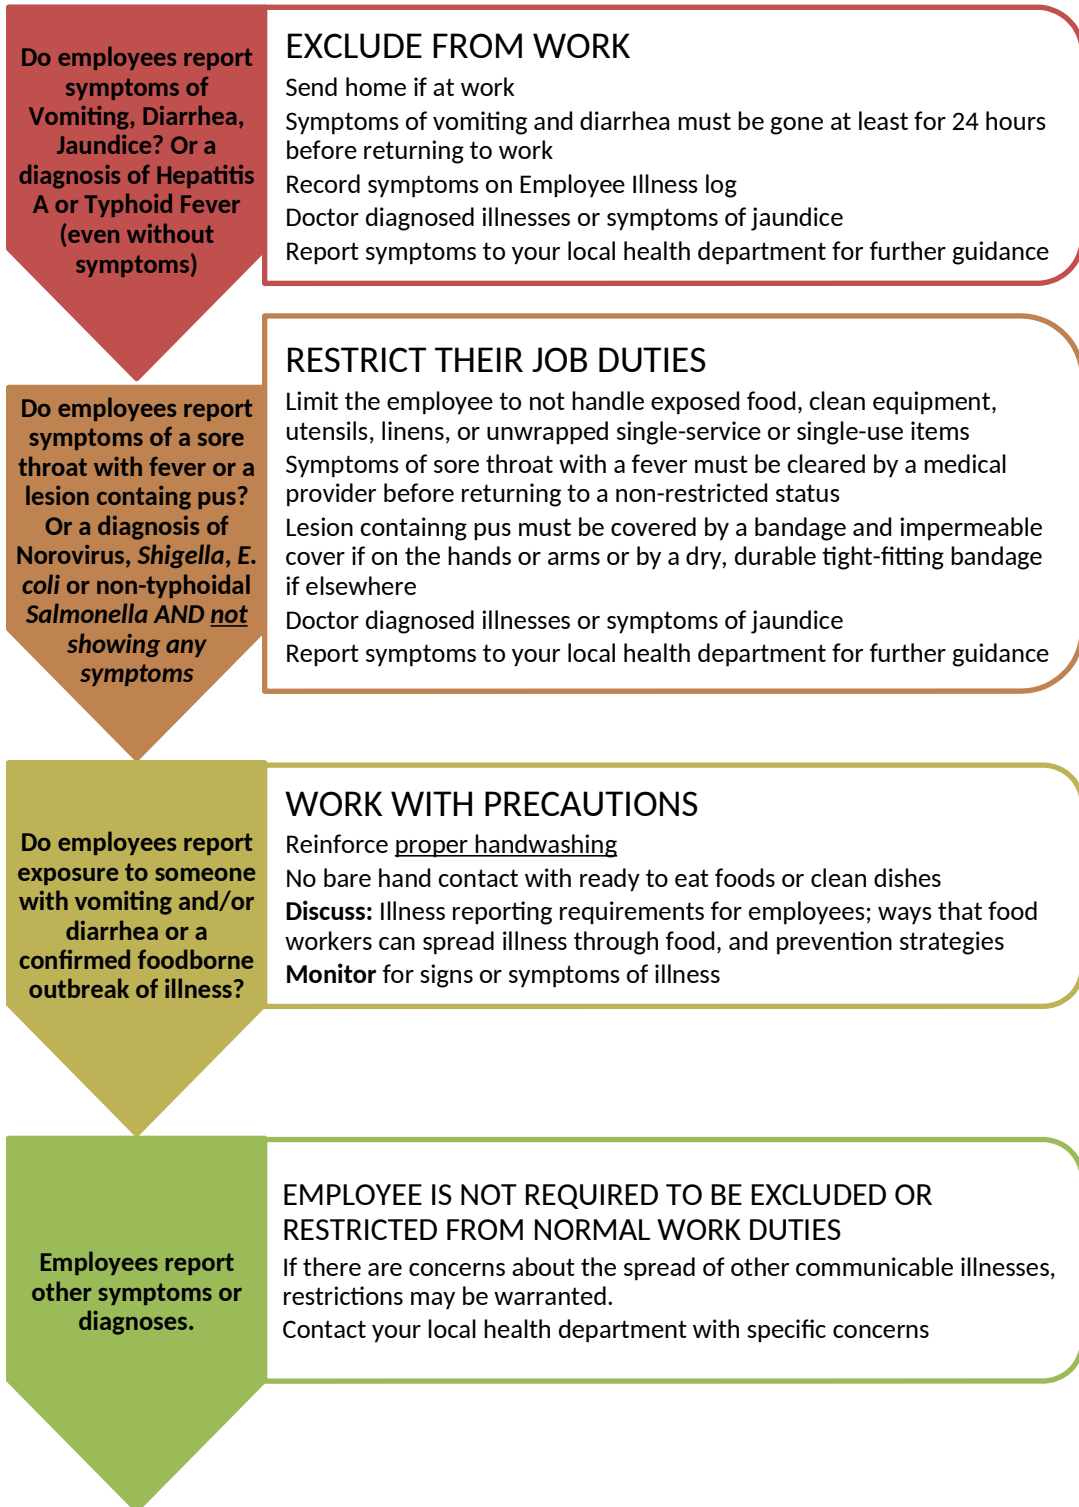 Do employees report
symptoms of
Vomiting, Diarrhea,
Jaundice? Or a
diagnosis of Hepatitis
A or Typhoid Fever
(even without
symptoms)
EXCLUDE FROM WORK
Send home if at work
Symptoms of vomiting and diarrhea must be gone at least for 24 hours
before returning to work
Record symptoms on Employee Illness log
Doctor diagnosed illnesses or symptoms of jaundice
Report symptoms to your local health department for further guidance
Do employees report
symptoms of a sore
throat with fever or a
lesion containg pus?
Or a diagnosis of
Norovirus, Shigella, E.
coli or non-typhoidal
Salmonella AND not
showing any
symptoms
RESTRICT THEIR JOB DUTIES
Limit the employee to not handle exposed food, clean equipment,
utensils, linens, or unwrapped single-service or single-use items
Symptoms of sore throat with a fever must be cleared by a medical
provider before returning to a non-restricted status
Lesion containng pus must be covered by a bandage and impermeable
cover if on the hands or arms or by a dry, durable tight-fitting bandage
if elsewhere
Doctor diagnosed illnesses or symptoms of jaundice
Report symptoms to your local health department for further guidance
Do employees report
exposure to someone
with vomiting and/or
diarrhea or a
confirmed foodborne
outbreak of illness?
WORK WITH PRECAUTIONS
Reinforce proper handwashing
No bare hand contact with ready to eat foods or clean dishes
Discuss: Illness reporting requirements for employees; ways that food
workers can spread illness through food, and prevention strategies
Monitor for signs or symptoms of illness
Employees report
other symptoms or
diagnoses.
EMPLOYEE IS NOT REQUIRED TO BE EXCLUDED OR
RESTRICTED FROM NORMAL WORK DUTIES
If there are concerns about the spread of other communicable illnesses,
restrictions may be warranted.
Contact your local health department with specific concerns